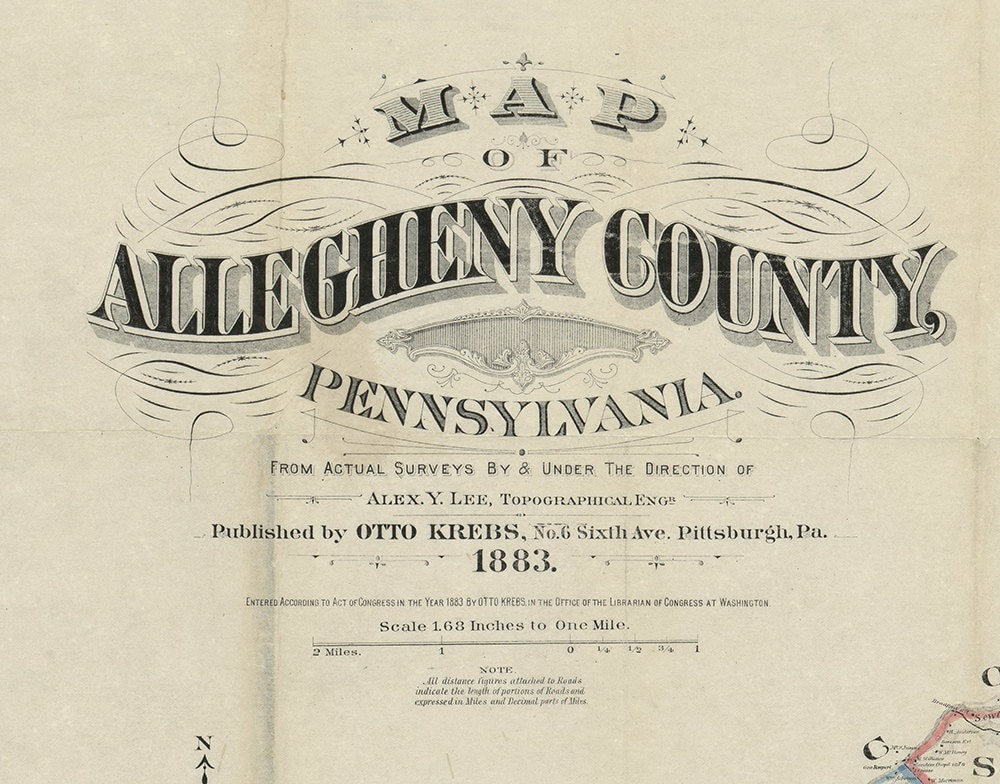 MAP
OF
ALLEGHENY COUNTY,
PENNSYLVANIA.
FROM ACTUAL SURVEYS BY & UNDER THE DIRECTION OF
ALEX. Y. LEE, TOPOGRAPHICAL ENGR
Published by OTTO KREBS, No. 6 Sixth Ave. Pittsburgh, Pa.
1883.
ENTERED ACCORDING TO ACT OF CONGRESS IN THE YEAR 1883 BY OTTO KREBS, IN THE OFFICE OF THE LIBRARIAN OF CONGRESS AT WASHINGTON.
Scale 1.68 Inches to One Mile.
2 Miles. 1 0 1/4 1/2 3/4 1
NOTE.
All distance figures attached to Roads
indicate the length of portions of Roads and
expressed in Miles and Decimal parts of Miles.
N
C
C
S